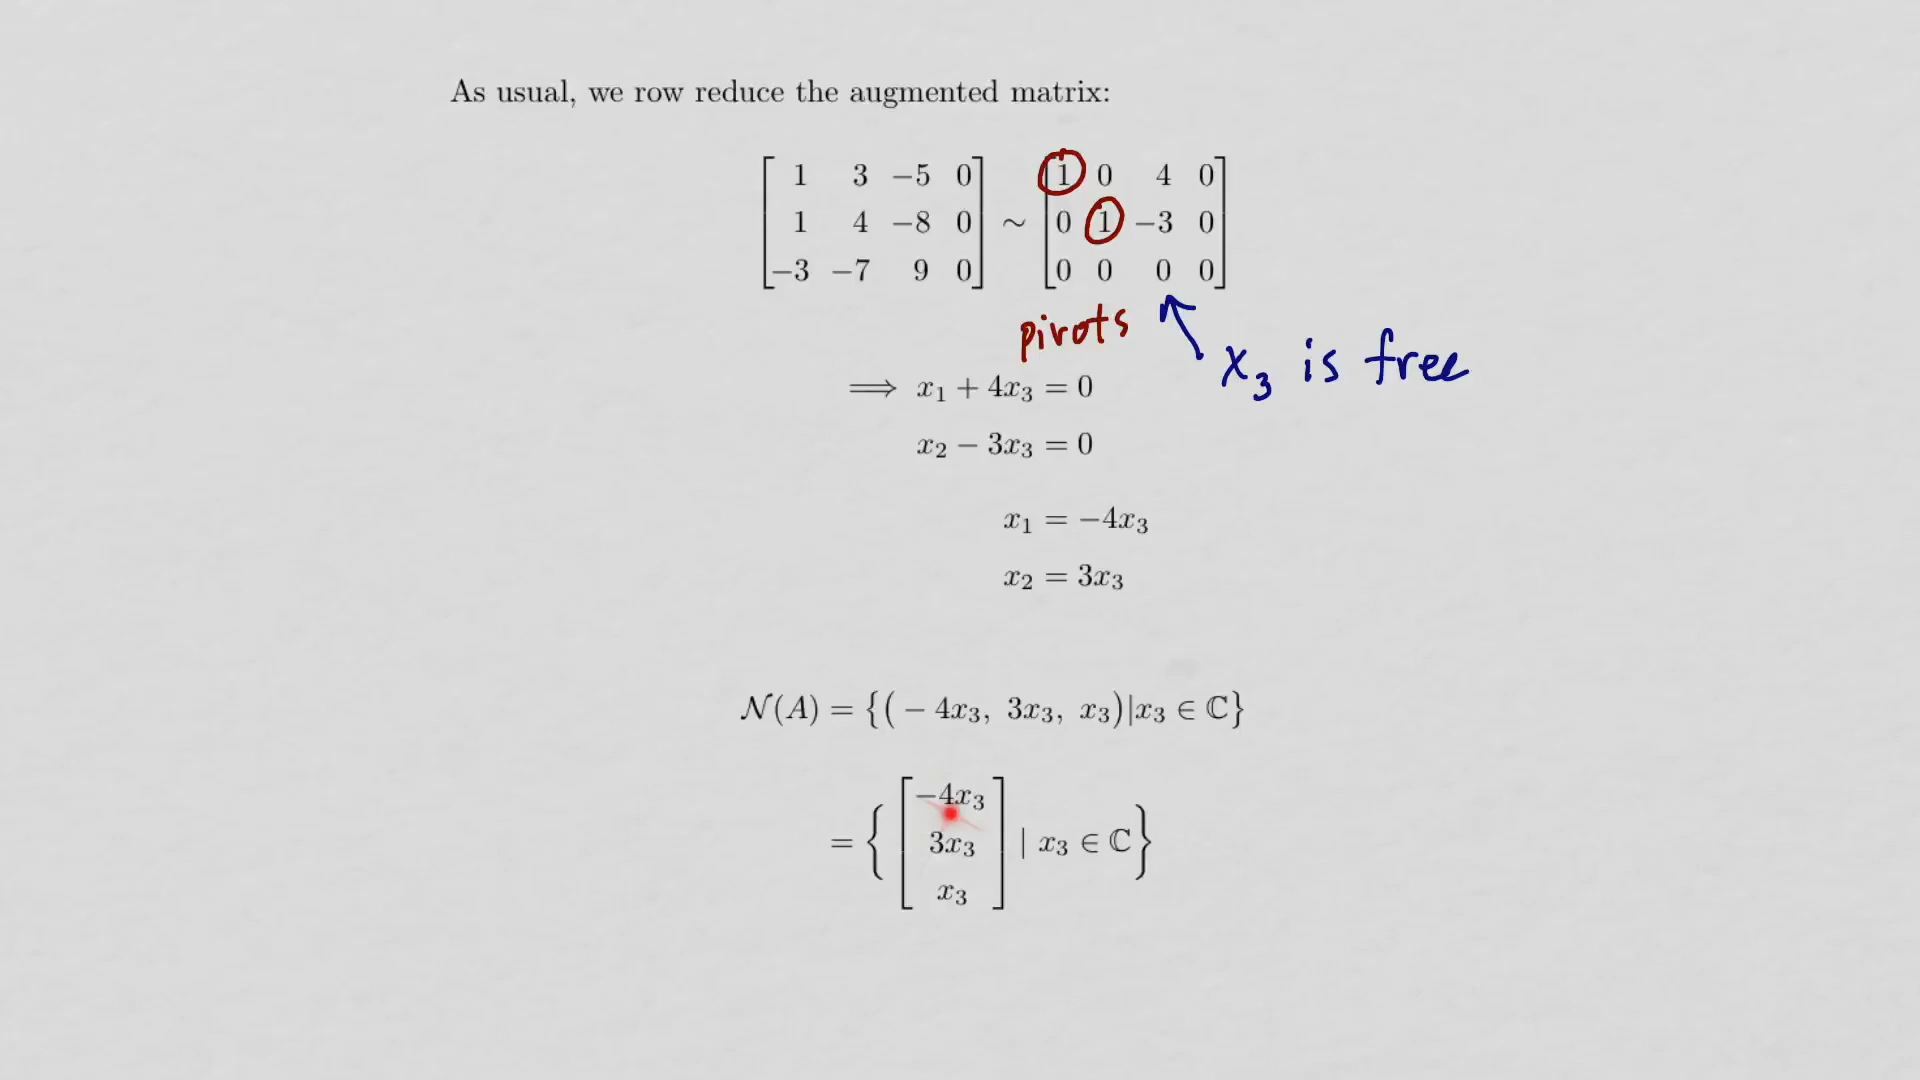 As usual, we row reduce the augmented matrix:
1 3 −5 0 1 0 4 0
1 4 −8 0 ∼ 0 1 −3 0
−3 −7 9 0 0 0 0 0
pivots
x₃ is free
⟹ x₁ + 4x₃ = 0
x₂ − 3x₃ = 0
x₁ = −4x₃
x₂ = 3x₃
𝒩(A) = {(− 4x₃, 3x₃, x₃)|x₃ ∈ ℂ}
−4x₃
= { 3x₃ | x₃ ∈ ℂ}
x₃